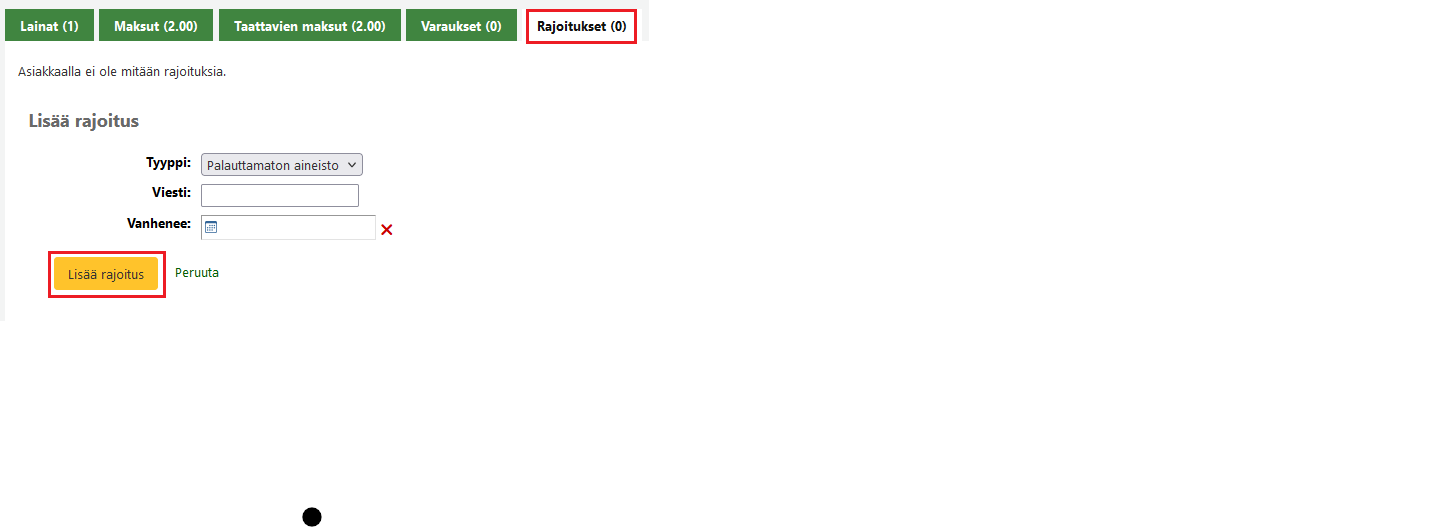 Lainat (1) Maksut (2.00) Taattavien maksut (2.00) Varaukset (0) Rajoitukset (0)
Asiakkaalla ei ole mitään rajoituksia.
Lisää rajoitus
Tyyppi: Palauttamaton aineisto
Viesti:
Vanhenee:
Lisää rajoitus Peruuta